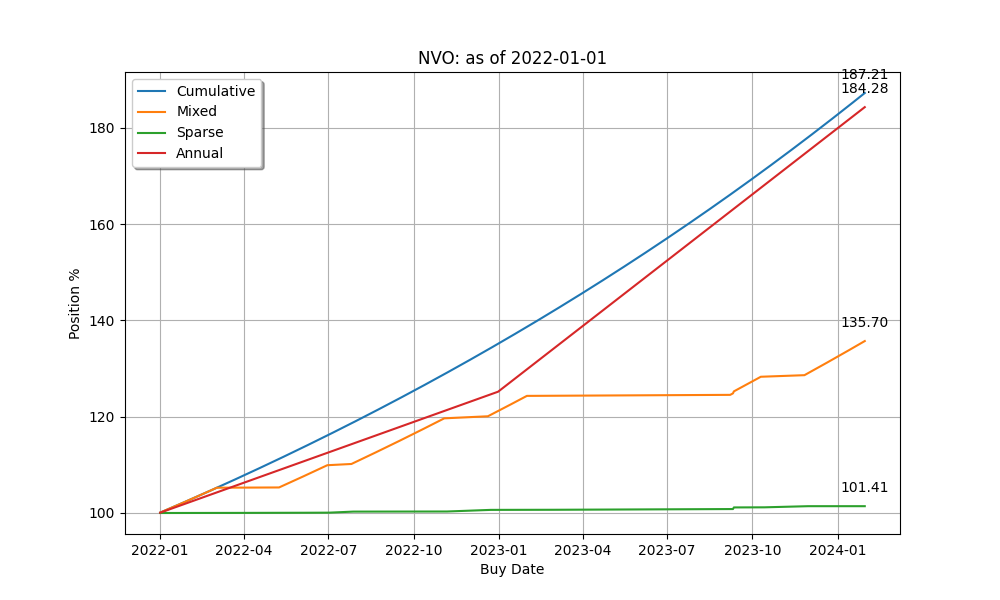 NVO: as of 2022-01-01
187.21
184.28
Cumulative
Mixed
Sparse
Annual
180
160
140
120
100
135.70
101.41
Position %
2022-01 2022-04 2022-07 2022-10 2023-01 2023-04 2023-07 2023-10 2024-01
Buy Date